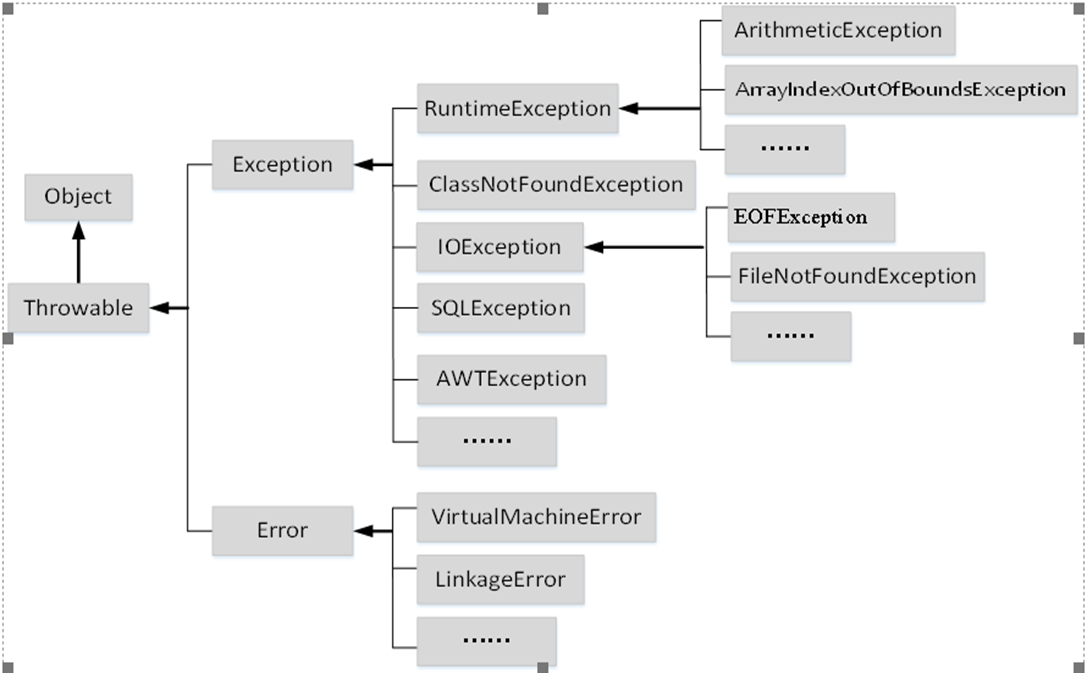 ArithmeticException
RuntimeException
ArrayIndexOutOfBoundsException
······
Exception
ClassNotFoundException
Object
EOFException
IOException
FileNotFoundException
Throwable
SQLException
······
AWTException
······
VirtualMachineError
Error
LinkageError
······